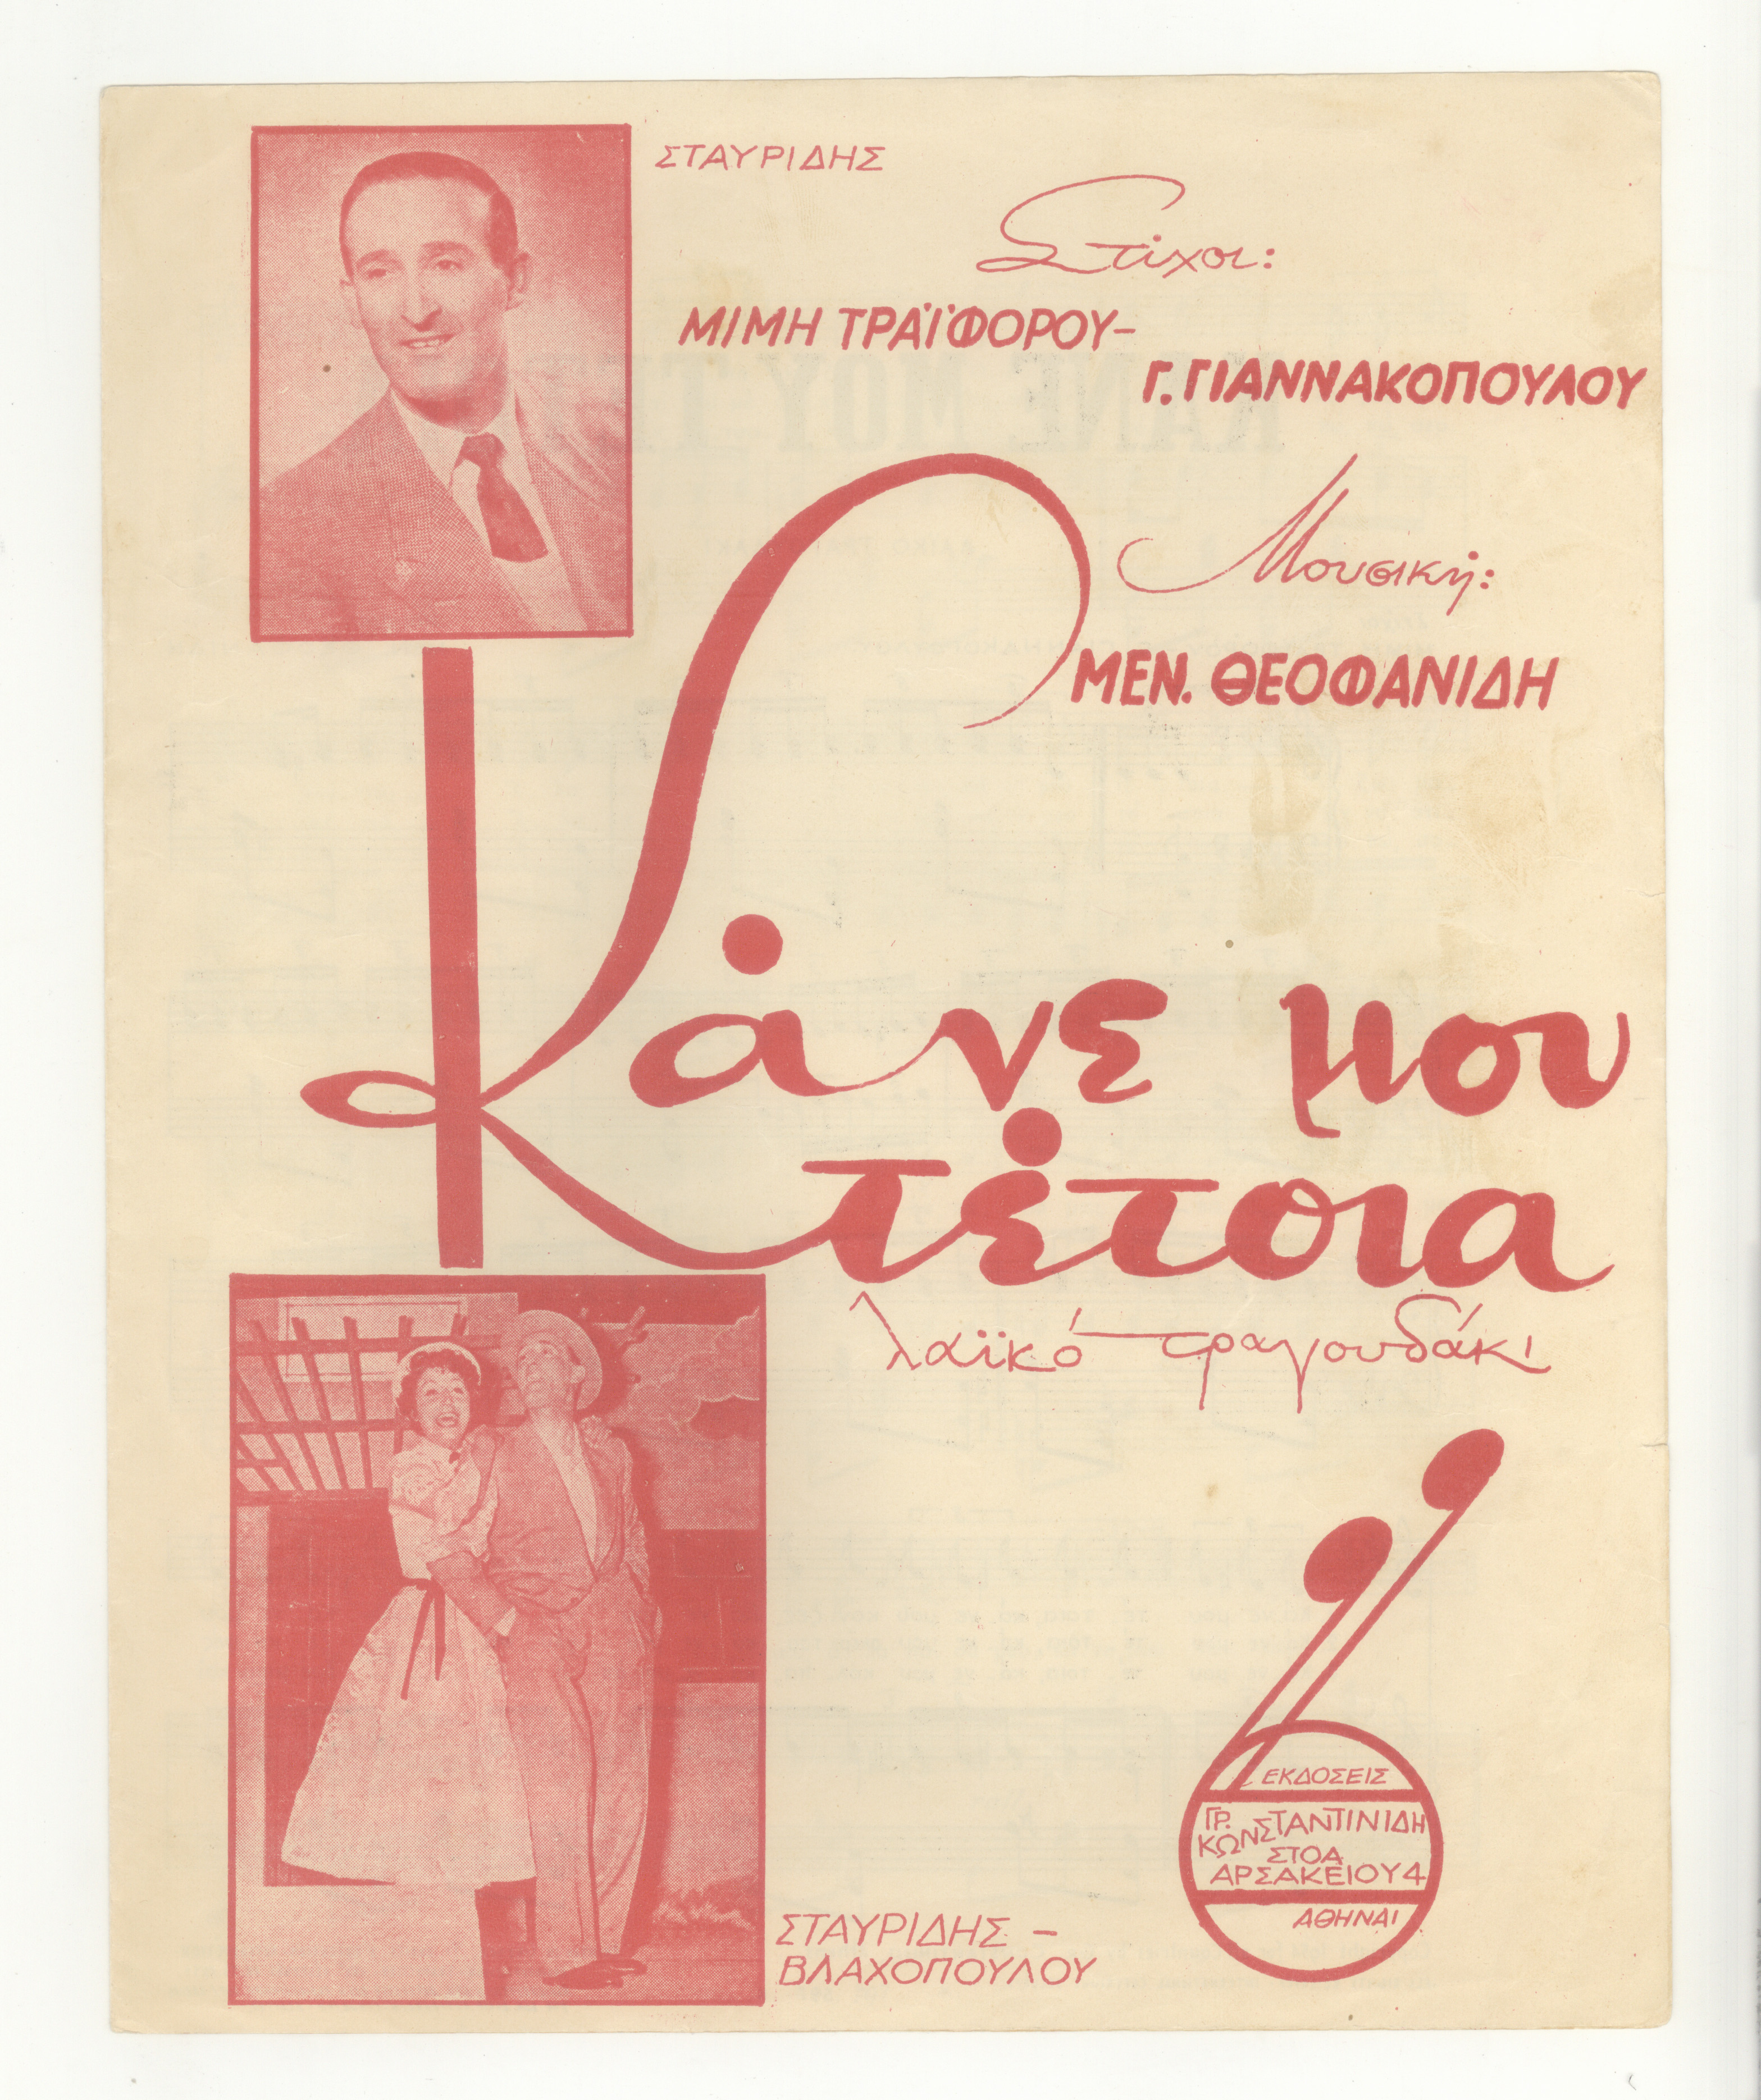 ΣΤΑΥΡΙΔΗΣ
Στίχοι:
ΜΙΜΗ ΤΡΑΪΦΟΡΟΥ-
Γ. ΓΙΑΝΝΑΚΟΠΟΥΛΟΥ
Μουσική:
ΜΕΝ. ΘΕΟΦΑΝΙΔΗ
Κάνε μου
τέτοια
λαϊκό τραγουδάκι
ΕΚΔΟΣΕΙΣ
ΓΡ. ΚΩΝΣΤΑΝΤΙΝΙΔΗ
ΣΤΟΑ
ΑΡΣΑΚΕΙΟΥ 4
ΑΘΗΝΑΙ
ΣΤΑΥΡΙΔΗΣ -
ΒΛΑΧΟΠΟΥΛΟΥ